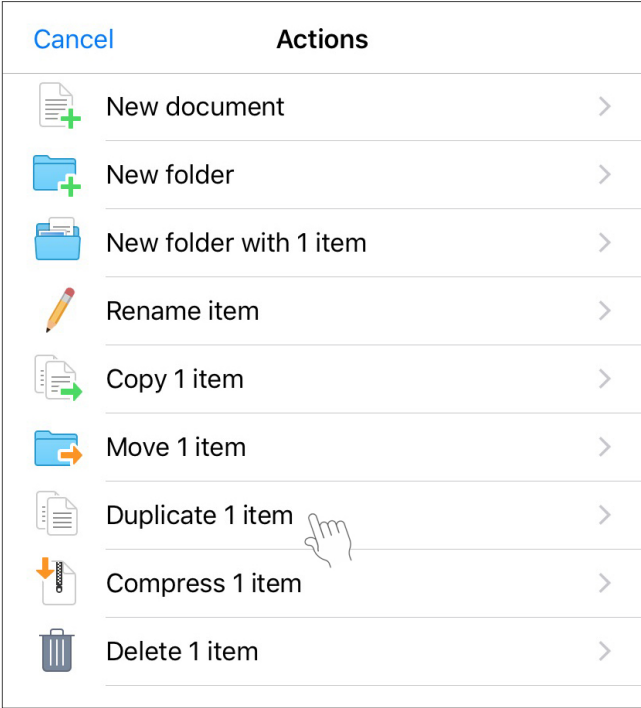 Cancel Actions
New document
New folder
New folder with 1 item
Rename item
Copy 1 item
Move 1 item
Duplicate 1 item
Compress 1 item
Delete 1 item